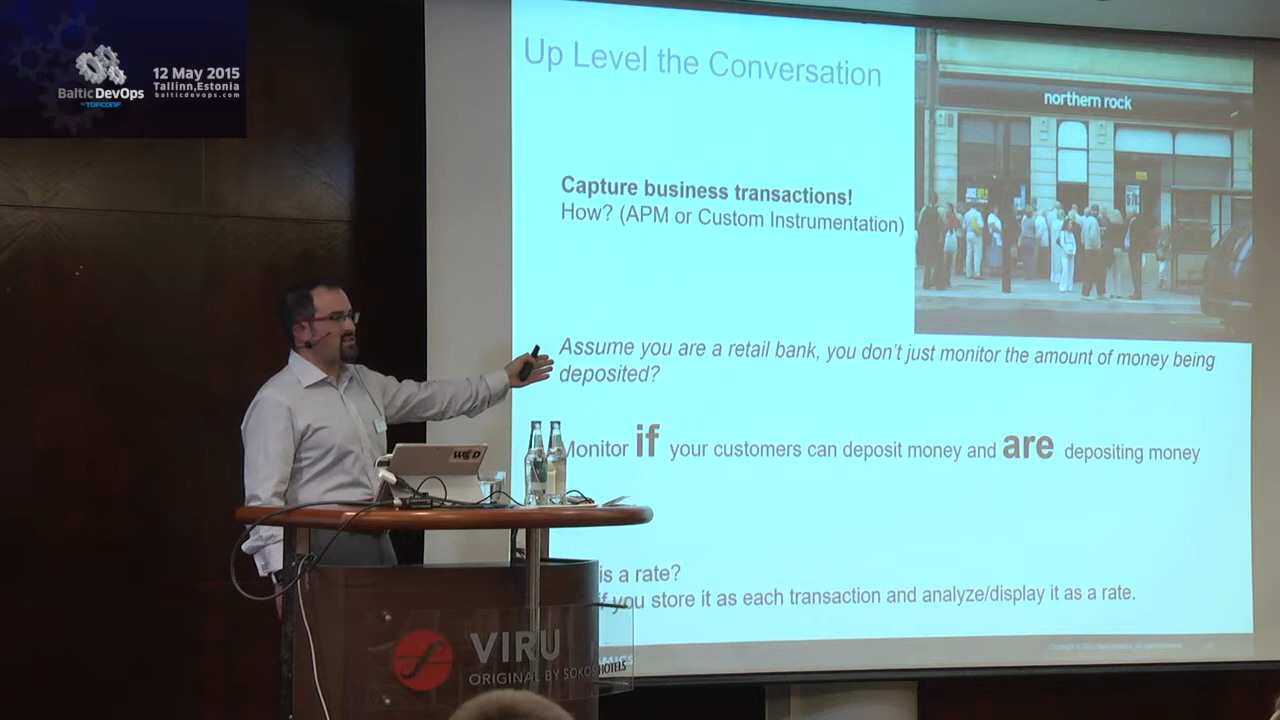 Baltic DevOps
by TOPCONF
12 May 2015
Tallinn,Estonia
balticdevops.com
Up Level the Conversation
northern rock
Capture business transactions!
How? (APM or Custom Instrumentation)
Assume you are a retail bank, you don't just monitor the amount of money being
deposited?
Monitor if your customers can deposit money and are depositing money
is a rate?
if you store it as each transaction and analyze/display it as a rate.
VIRU
ORIGINAL BY SOKOS HOTELS